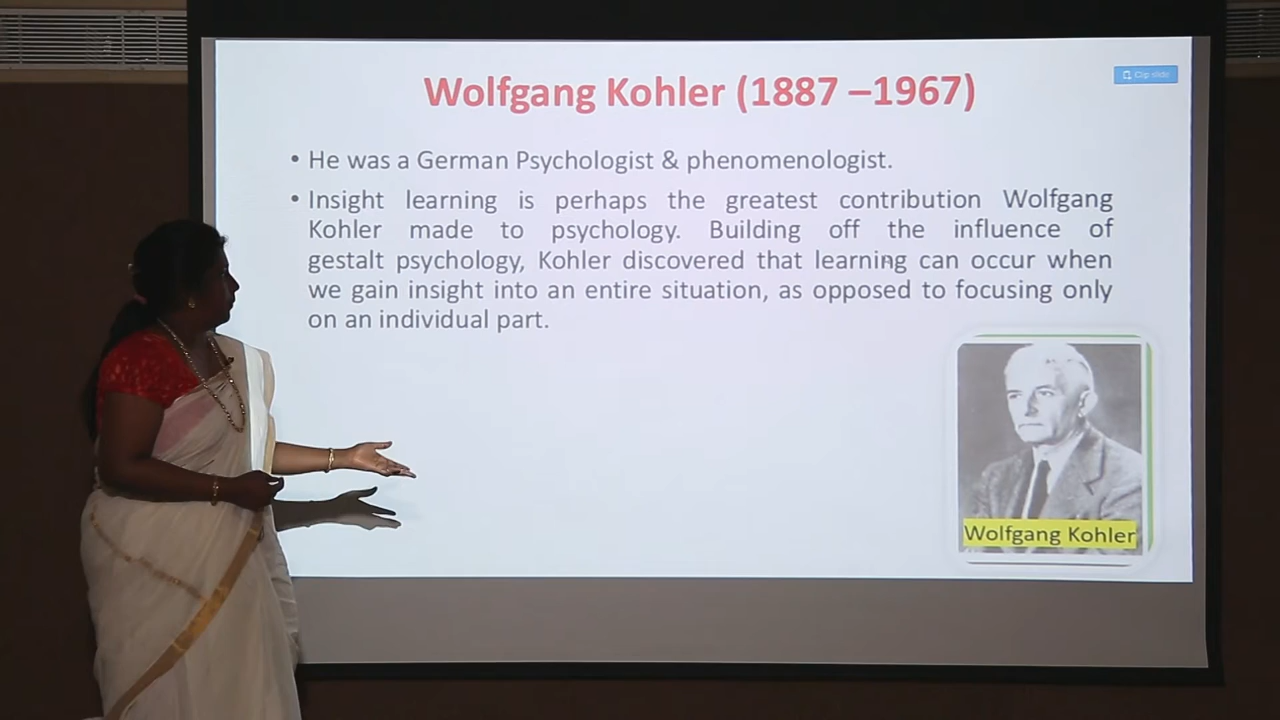 Wolfgang Kohler (1887 –1967)
Clip slide
• He was a German Psychologist & phenomenologist.
• Insight learning is perhaps the greatest contribution Wolfgang
Kohler made to psychology. Building off the influence of
gestalt psychology, Kohler discovered that learning can occur when
we gain insight into an entire situation, as opposed to focusing only
on an individual part.
Wolfgang Kohler